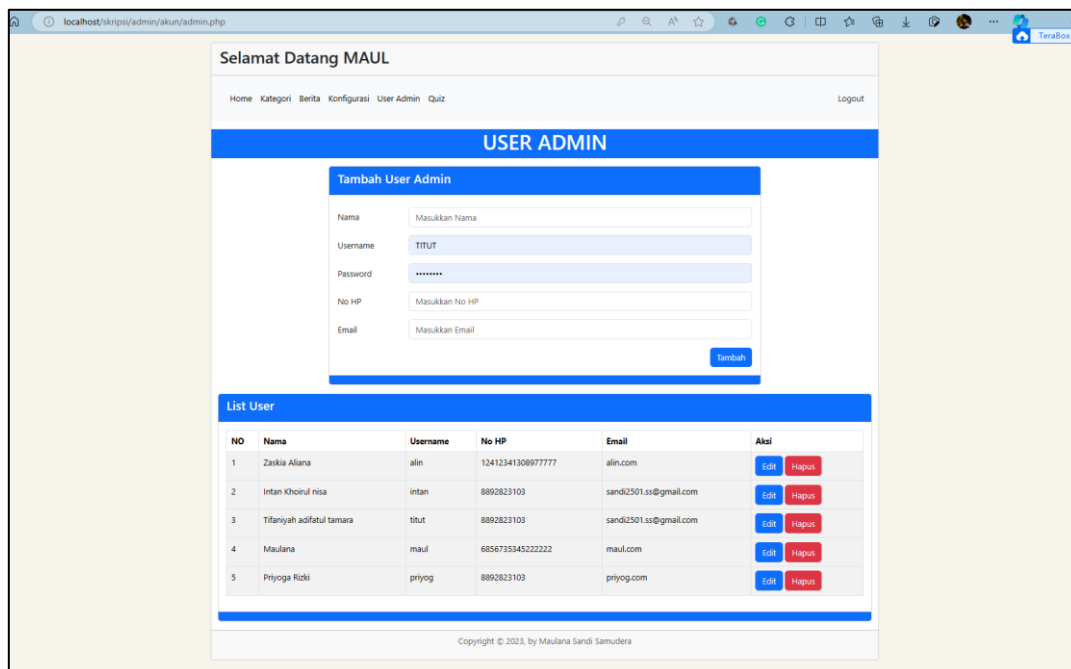 localhost/skripsi/admin/akun/admin.php
TeraBox
Selamat Datang MAUL
Home Kategori Berita Konfigurasi User Admin Quiz Logout
USER ADMIN
Tambah User Admin
Nama Masukkan Nama
Username TITUT
Password ••••••••
No HP Masukkan No HP
Email Masukkan Email
Tambah
List User
NO Nama Username No HP Email Aksi
1 Zaskia Aliana alin 12412341308977777 alin.com Edit Hapus
2 Intan Khoirul nisa intan 8892823103 sandi2501.ss@gmail.com Edit Hapus
3 Tifaniyah adifatul tamara titut 8892823103 sandi2501.ss@gmail.com Edit Hapus
4 Maulana maul 6856735345222222 maul.com Edit Hapus
5 Priyoga Rizki priyog 8892823103 priyog.com Edit Hapus
Copyright © 2023, by Maulana Sandi Samudera